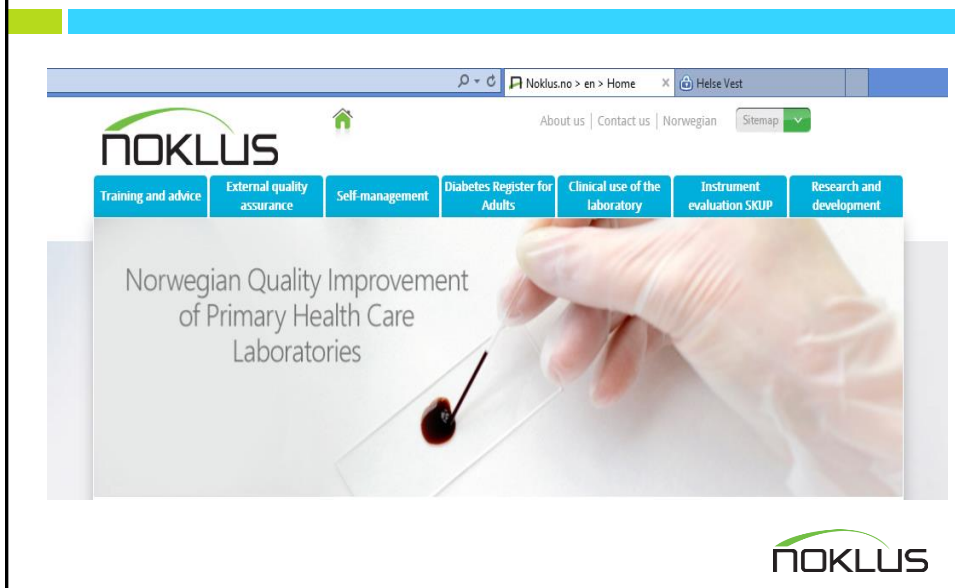 Noklus.no > en > Home
Helse Vest
NOKLUS
About us | Contact us | Norwegian
Sitemap
Training and advice
External quality
assurance
Self-management
Diabetes Register for
Adults
Clinical use of the
laboratory
Instrument
evaluation SKUP
Research and
development
Norwegian Quality Improvement
of Primary Health Care
Laboratories
NOKLUS